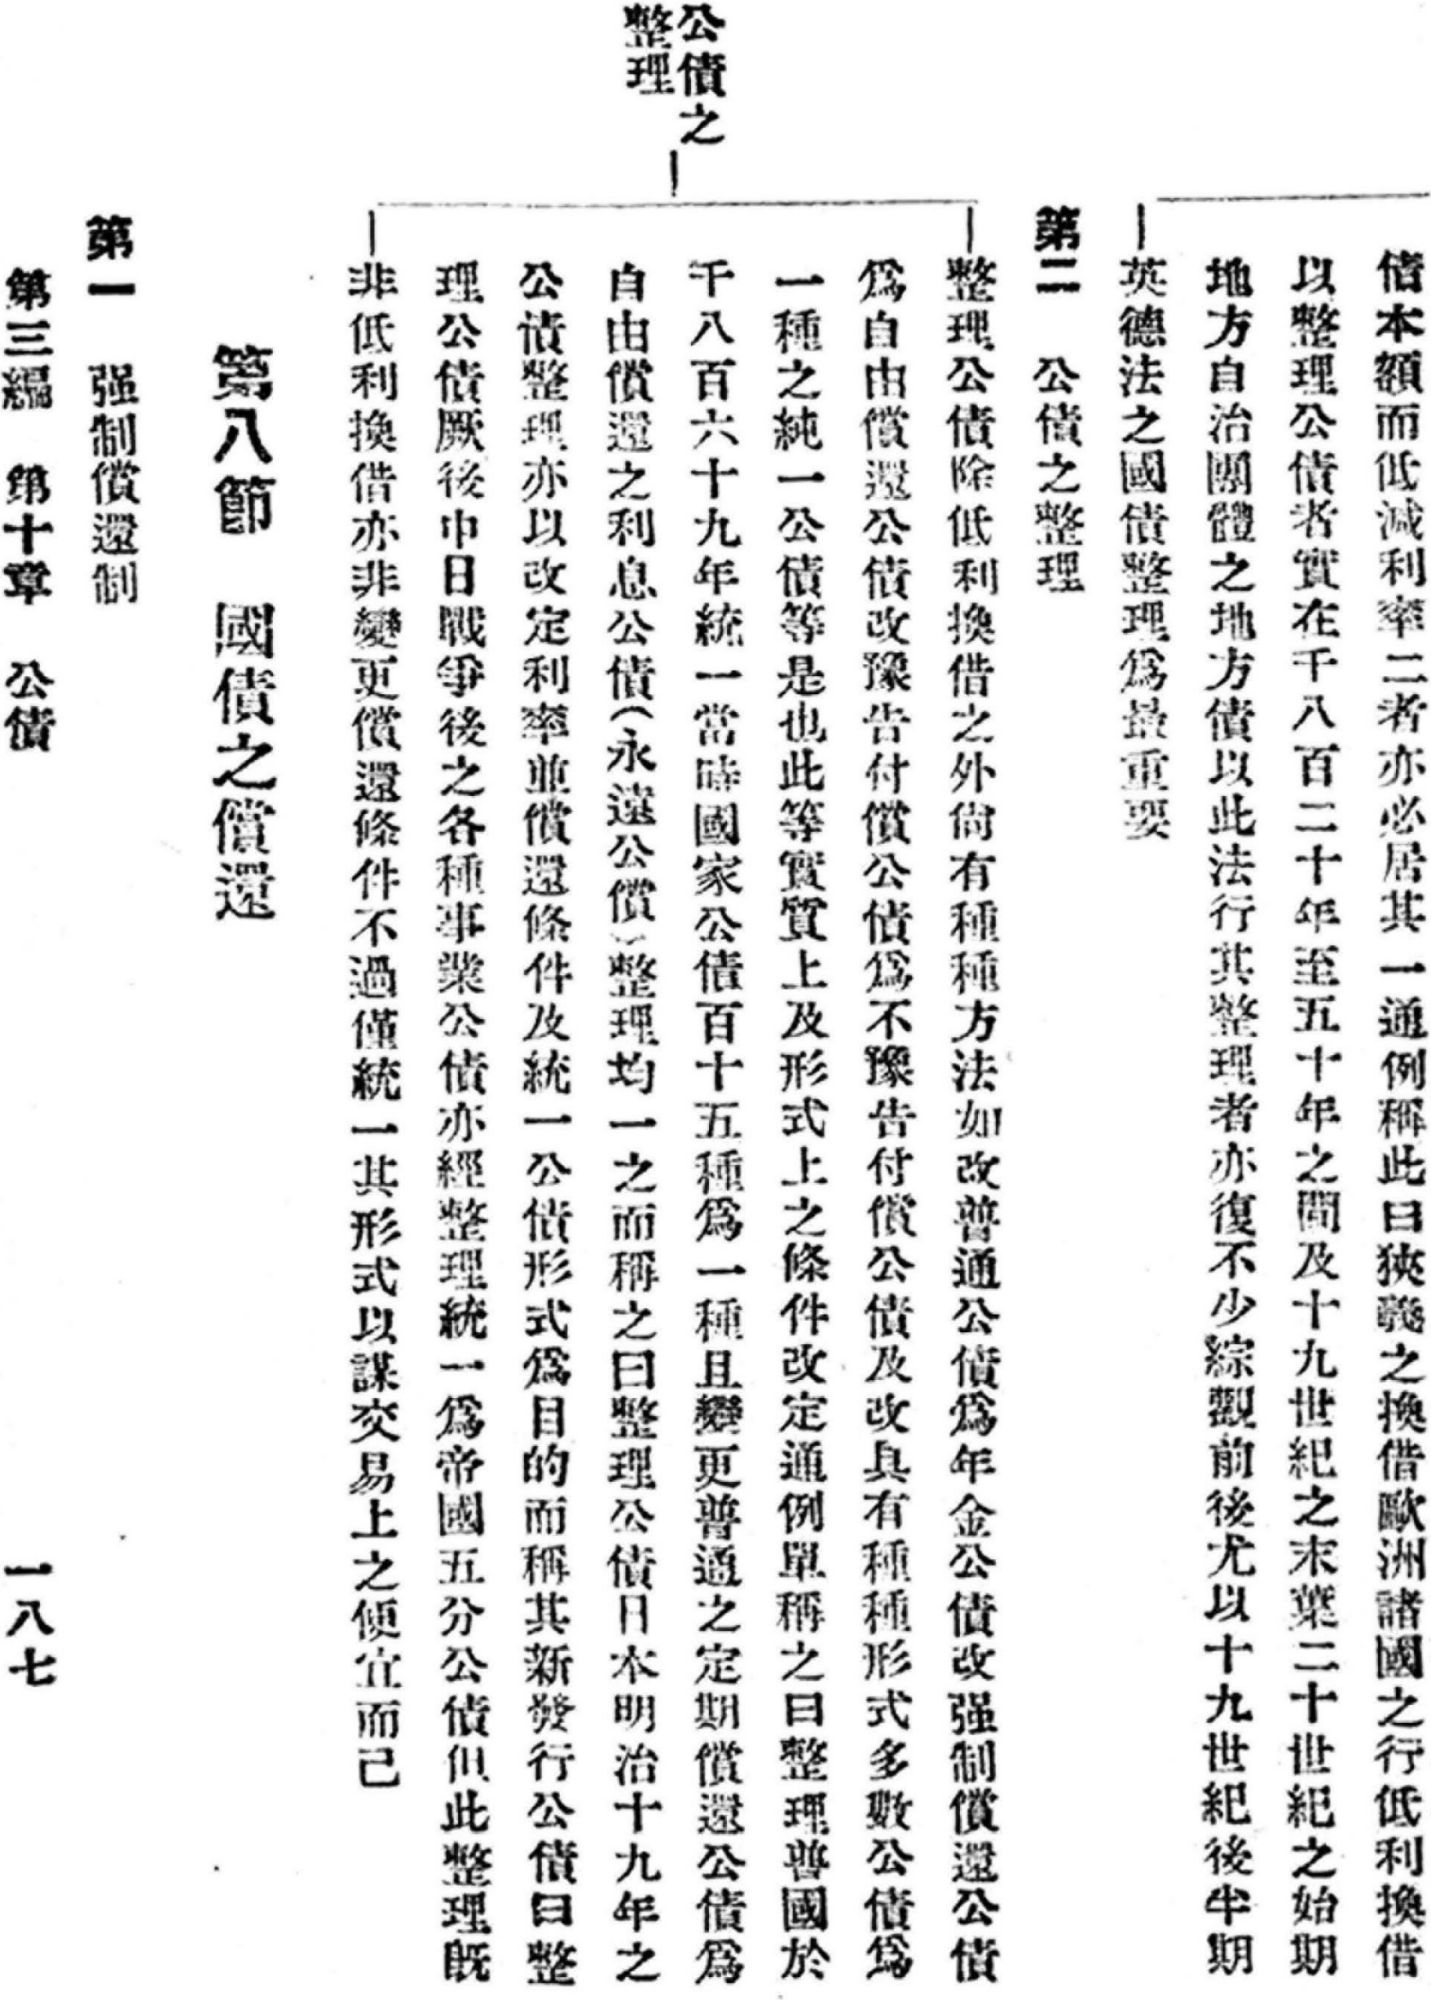 債本額而低減利率二者亦必居其一通例稱此曰狹義之換借歐洲諸國之行低利換借
以整理公債者實在千八百二十年至五十年之間及十九世紀之末葉二十世紀之始期
地方自治團體之地方債以此法行其整理者亦復不少綜觀前後尤以十九世紀後半期
英德法之國債整理爲最重要
第二 公債之整理
公債之
整理
整理公債除低利換借之外尙有種種方法如改普通公債爲年金公債改强制償還公債
爲自由償還公債改豫告付償公債爲不豫告付償公債及改具有種種形式多數公債爲
一種之純一公債等是也此等實質上及形式上之條件改定通例單稱之曰整理普國於
千八百六十九年統一當時國家公債百十五種爲一種且變更普通之定期償還公債爲
自由償還之利息公債(永遠公償)整理均一之而稱之曰整理公債日本明治十九年之
公債整理亦以改定利率並償還條件及統一公債形式爲目的而稱其新發行公債曰整
理公債厥後中日戰爭後之各種事業公債亦經整理統一爲帝國五分公債但此整理既
非低利換借亦非變更償還條件不過僅統一其形式以謀交易上之便宜而已
第八節 國債之償還
第一 强制償還制
第三編 第十章 公債
一八七